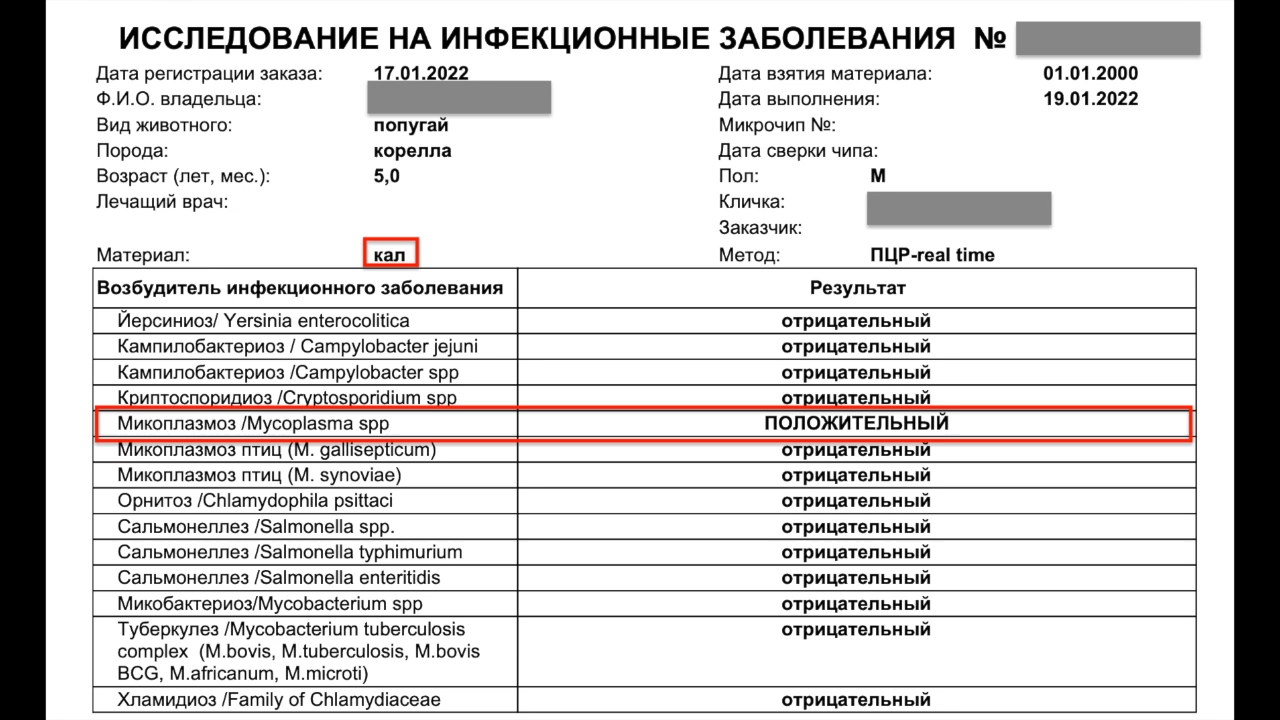 ИССЛЕДОВАНИЕ НА ИНФЕКЦИОННЫЕ ЗАБОЛЕВАНИЯ №
Дата регистрации заказа: 17.01.2022 Дата взятия материала: 01.01.2000
Ф.И.О. владельца: Дата выполнения: 19.01.2022
Вид животного: попугай Микрочип №:
Порода: корелла Дата сверки чипа:
Возраст (лет, мес.): 5,0 Пол: М
Лечащий врач: Кличка:
Заказчик:
Материал: кал Метод: ПЦР-real time
Возбудитель инфекционного заболевания Результат
Йерсиниоз/ Yersinia enterocolitica отрицательный
Кампилобактериоз / Campylobacter jejuni отрицательный
Кампилобактериоз /Campylobacter spp отрицательный
Криптоспоридиоз /Cryptosporidium spp отрицательный
Микоплазмоз /Mycoplasma spp ПОЛОЖИТЕЛЬНЫЙ
Микоплазмоз птиц (M. gallisepticum) отрицательный
Микоплазмоз птиц (M. synoviae) отрицательный
Орнитоз /Chlamydophila psittaci отрицательный
Сальмонеллез /Salmonella spp. отрицательный
Сальмонеллез /Salmonella typhimurium отрицательный
Сальмонеллез /Salmonella enteritidis отрицательный
Микобактериоз/Mycobacterium spp отрицательный
Туберкулез /Mycobacterium tuberculosis отрицательный
complex (M.bovis, M.tuberculosis, M.bovis
BCG, M.africanum, M.microti)
Хламидиоз /Family of Chlamydiaceae отрицательный